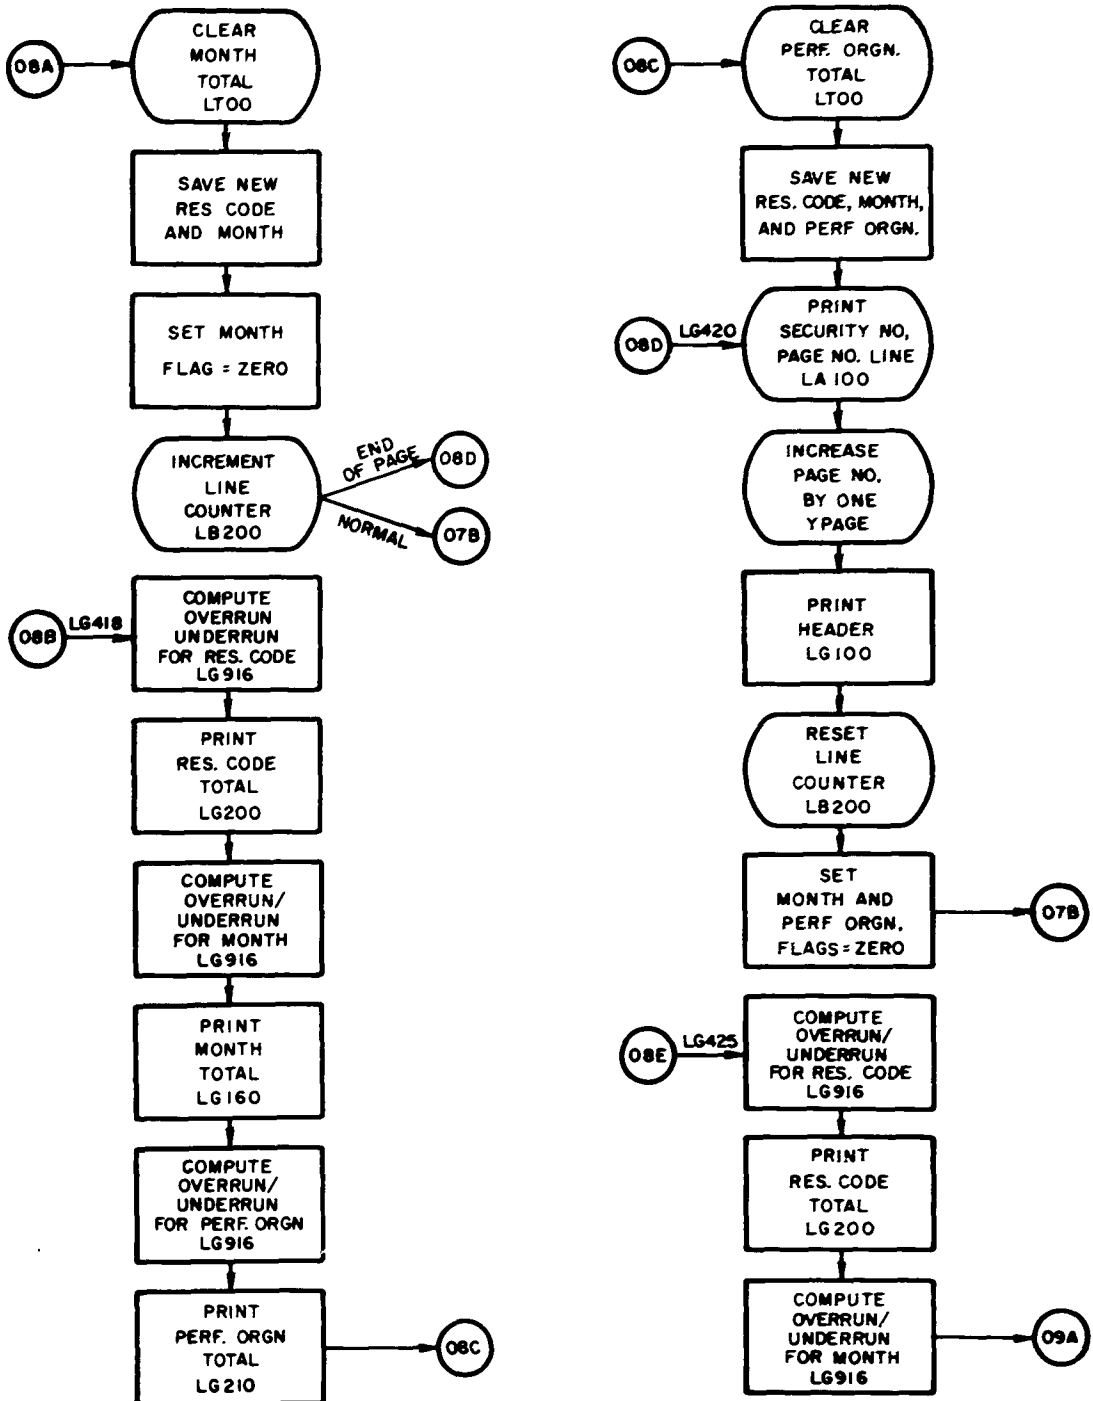 08A
CLEAR
MONTH
TOTAL
LT00
SAVE NEW
RES CODE
AND MONTH
SET MONTH
FLAG = ZERO
INCREMENT
LINE
COUNTER
LB200
END
OF PAGE
08D
NORMAL
07B
08B
LG418
COMPUTE
OVERRUN
UNDERRUN
FOR RES. CODE
LG916
PRINT
RES. CODE
TOTAL
LG200
COMPUTE
OVERRUN/
UNDERRUN
FOR MONTH
LG916
PRINT
MONTH
TOTAL
LG160
COMPUTE
OVERRUN/
UNDERRUN
FOR PERF. ORGN
LG916
PRINT
PERF. ORGN
TOTAL
LG210
08C
08C
CLEAR
PERF. ORGN.
TOTAL
LT00
SAVE NEW
RES. CODE, MONTH,
AND PERF ORGN.
08D
LG420
PRINT
SECURITY NO,
PAGE NO. LINE
LA100
INCREASE
PAGE NO.
BY ONE
YPAGE
PRINT
HEADER
LG100
RESET
LINE
COUNTER
LB200
SET
MONTH AND
PERF ORGN,
FLAGS = ZERO
07B
08E
LG425
COMPUTE
OVERRUN/
UNDERRUN
FOR RES. CODE
LG916
PRINT
RES. CODE
TOTAL
LG200
COMPUTE
OVERRUN/
UNDERRUN
FOR MONTH
LG916
09A